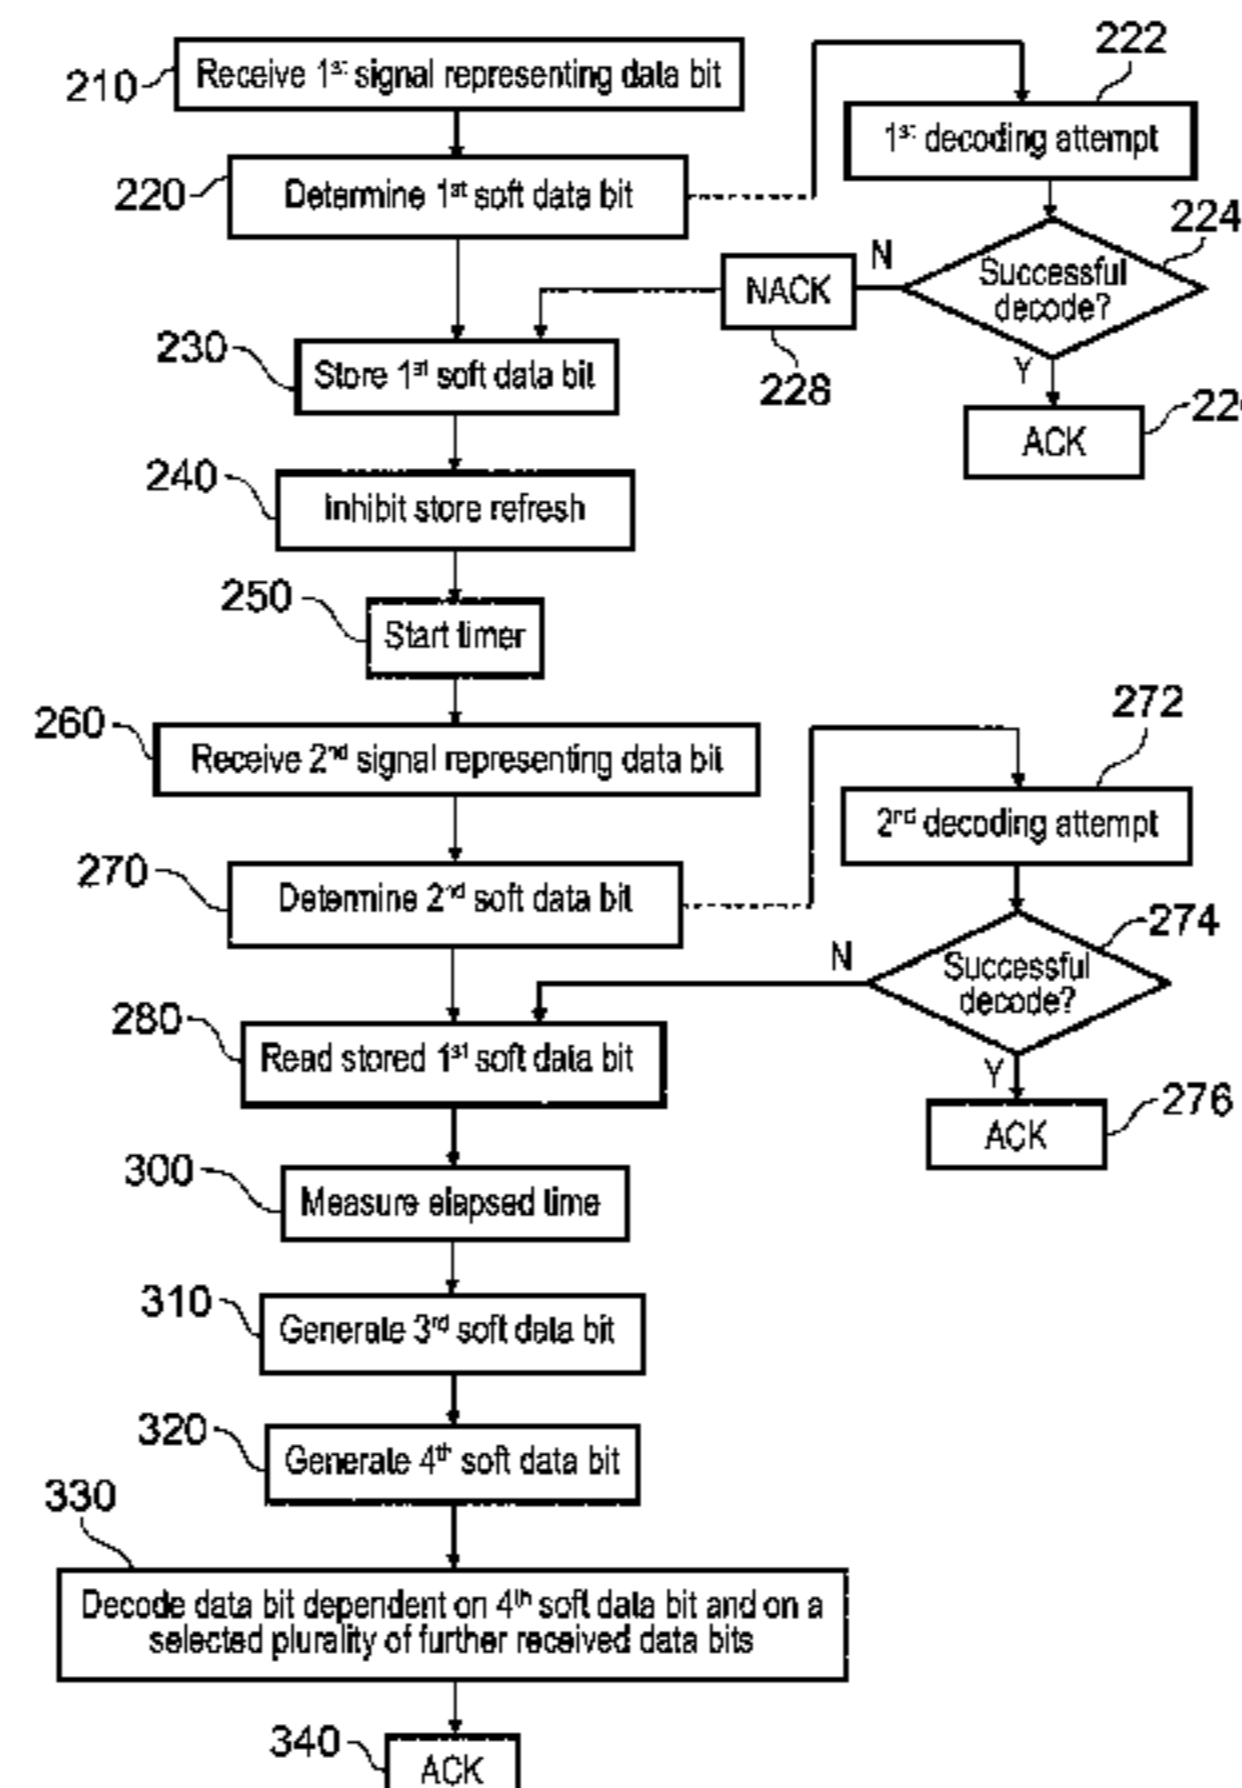 210
Receive 1st signal representing data bit
222
1st decoding attempt
220
Determine 1st soft data bit
224
Successful
decode?
N
NACK
228
Y
ACK
230
Store 1st soft data bit
240
Inhibit store refresh
250
Start timer
260
Receive 2nd signal representing data bit
272
2nd decoding attempt
270
Determine 2nd soft data bit
274
Successful
decode?
N
Y
ACK
276
280
Read stored 1st soft data bit
300
Measure elapsed time
310
Generate 3rd soft data bit
320
Generate 4th soft data bit
330
Decode data bit dependent on 4th soft data bit and on a
selected plurality of further received data bits
340
ACK